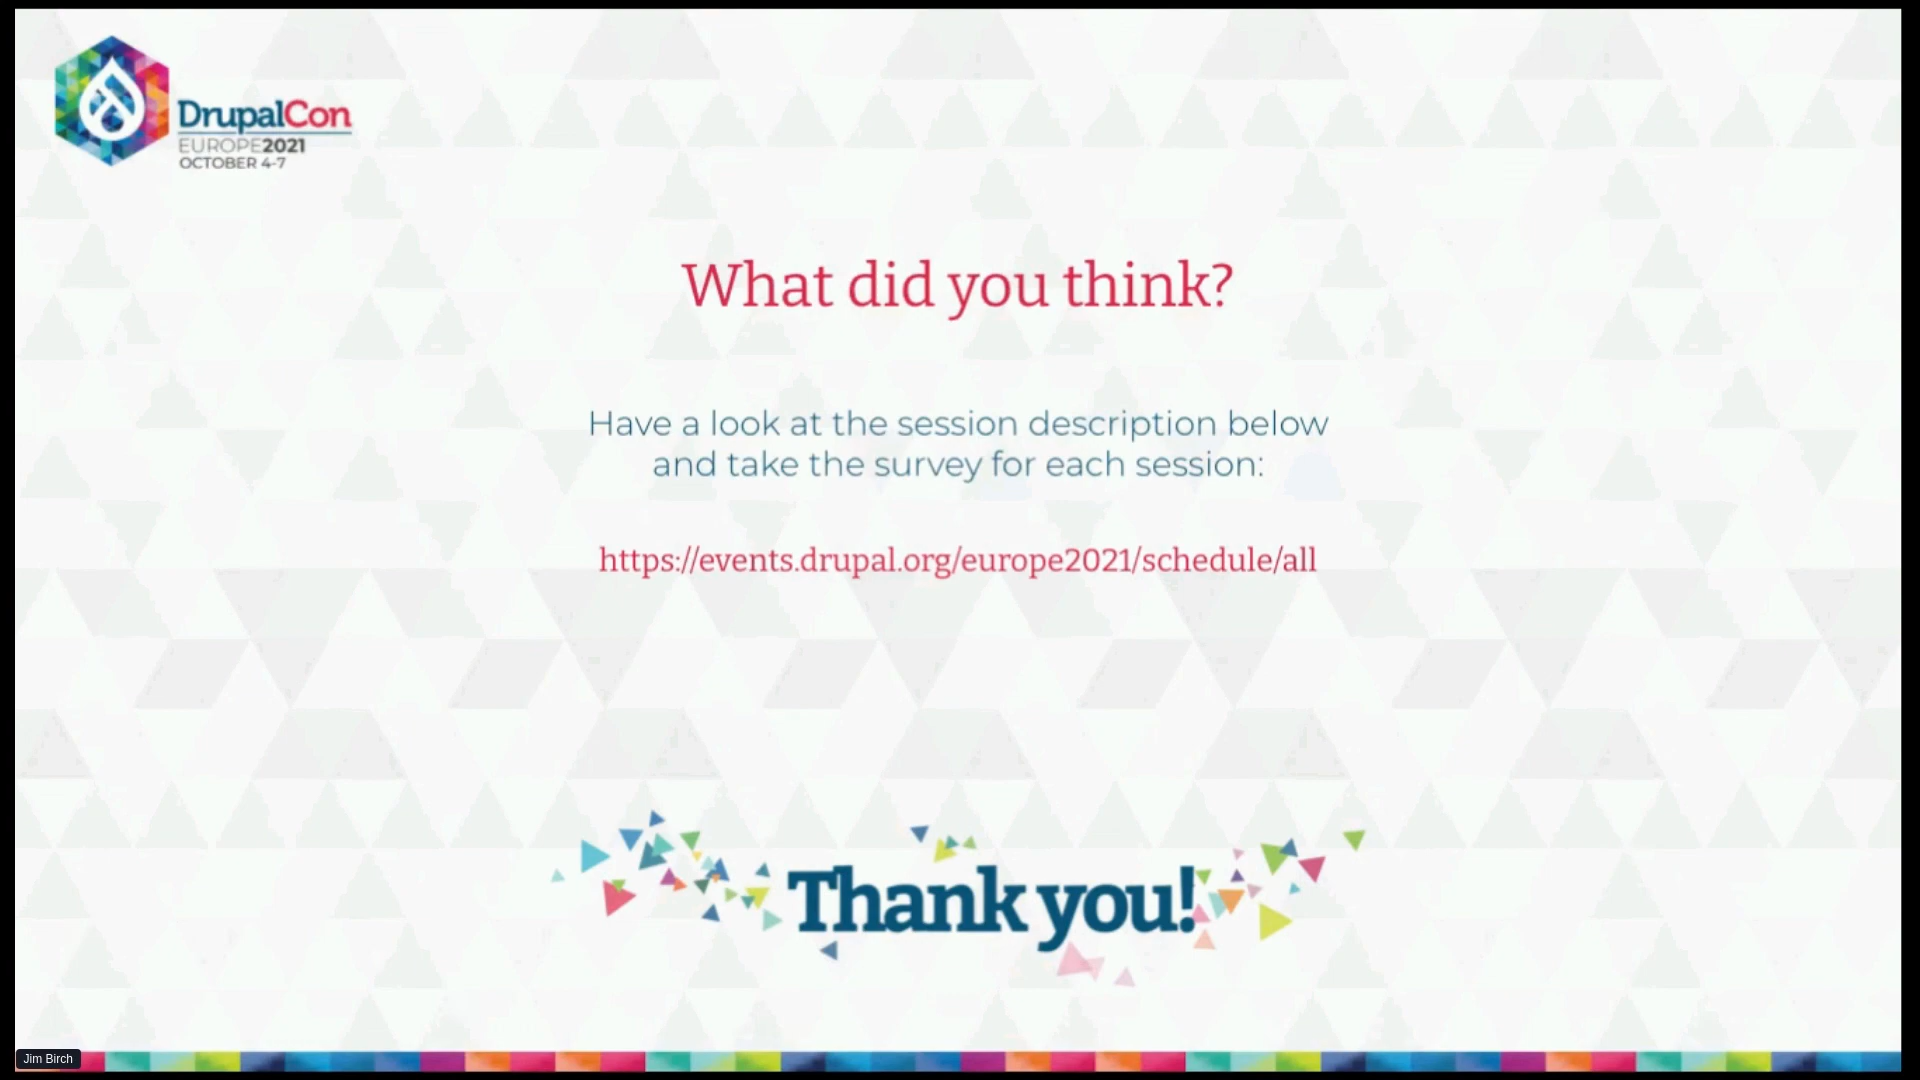 DrupalCon
EUROPE2021
OCTOBER 4-7
What did you think?
Have a look at the session description below
and take the survey for each session:
https://events.drupal.org/europe2021/schedule/all
Thank you!
Jim Birch